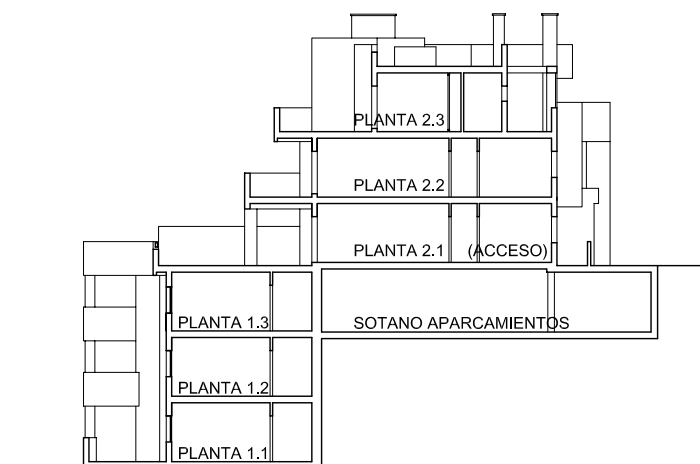 PLANTA 2.3
PLANTA 2.2
PLANTA 2.1 (ACCESO)
PLANTA 1.3 SOTANO APARCAMIENTOS
PLANTA 1.2
PLANTA 1.1